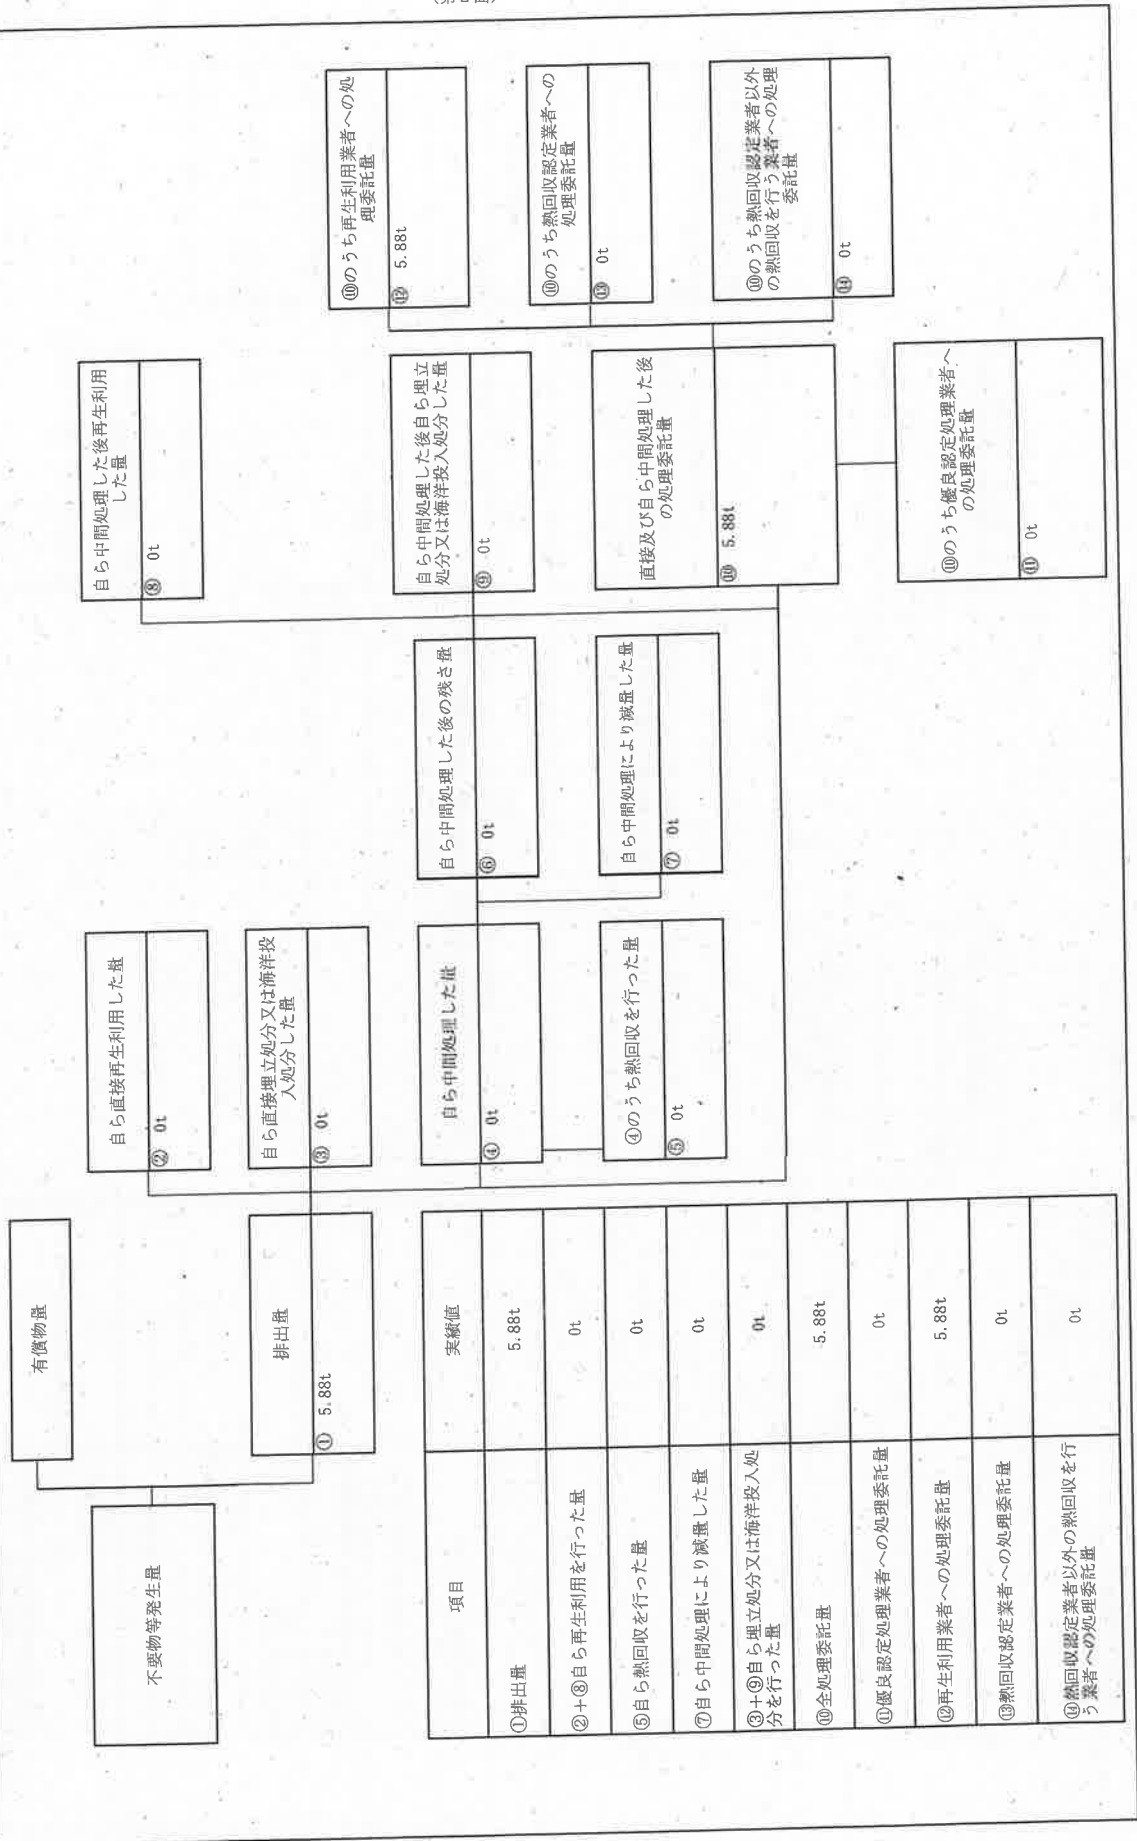 不要物等発生量
有償物量
排出量
① 5.88t
自ら直接再生利用した量
② 0t
自ら直接埋立処分又は海洋投
入処分した量
③ 0t
自ら中間処理した量
④ 0t
④のうち熱回収を行った量
⑤ 0t
自ら中間処理した後の残さ量
⑥ 0t
自ら中間処理により減量した量
⑦ 0t
自ら中間処理した後再生利用
した量
⑧ 0t
自ら中間処理した後自ら埋立
処分又は海洋投入処分した量
⑨ 0t
直接及び自ら中間処理した後
の処理委託量
⑩ 5.88t
⑩のうち優良認定処理業者へ
の処理委託量
⑪ 0t
⑩のうち再生利用業者への処
理委託量
⑫ 5.88t
⑩のうち熱回収認定業者への
処理委託量
⑬ 0t
⑩のうち熱回収認定業者以外
の熱回収を行う業者への処理
委託量
⑭ 0t
項目 実績値
①排出量 5.88t
②+⑧自ら再生利用を行った量 0t
⑤自ら熱回収を行った量 0t
⑦自ら中間処理により減量した量 0t
③+⑨自ら埋立処分又は海洋投入処
分を行った量 0t
⑩全処理委託量 5.88t
⑪優良認定処理業者への処理委託量 0t
⑫再生利用業者への処理委託量 5.88t
⑬熱回収認定業者への処理委託量 0t
⑭熱回収認定業者以外の熱回収を行
う業者への処理委託量 0t